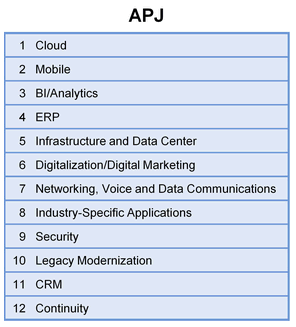 APJ
1 Cloud
2 Mobile
3 BI/Analytics
4 ERP
5 Infrastructure and Data Center
6 Digitalization/Digital Marketing
7 Networking, Voice and Data Communications
8 Industry-Specific Applications
9 Security
10 Legacy Modernization
11 CRM
12 Continuity